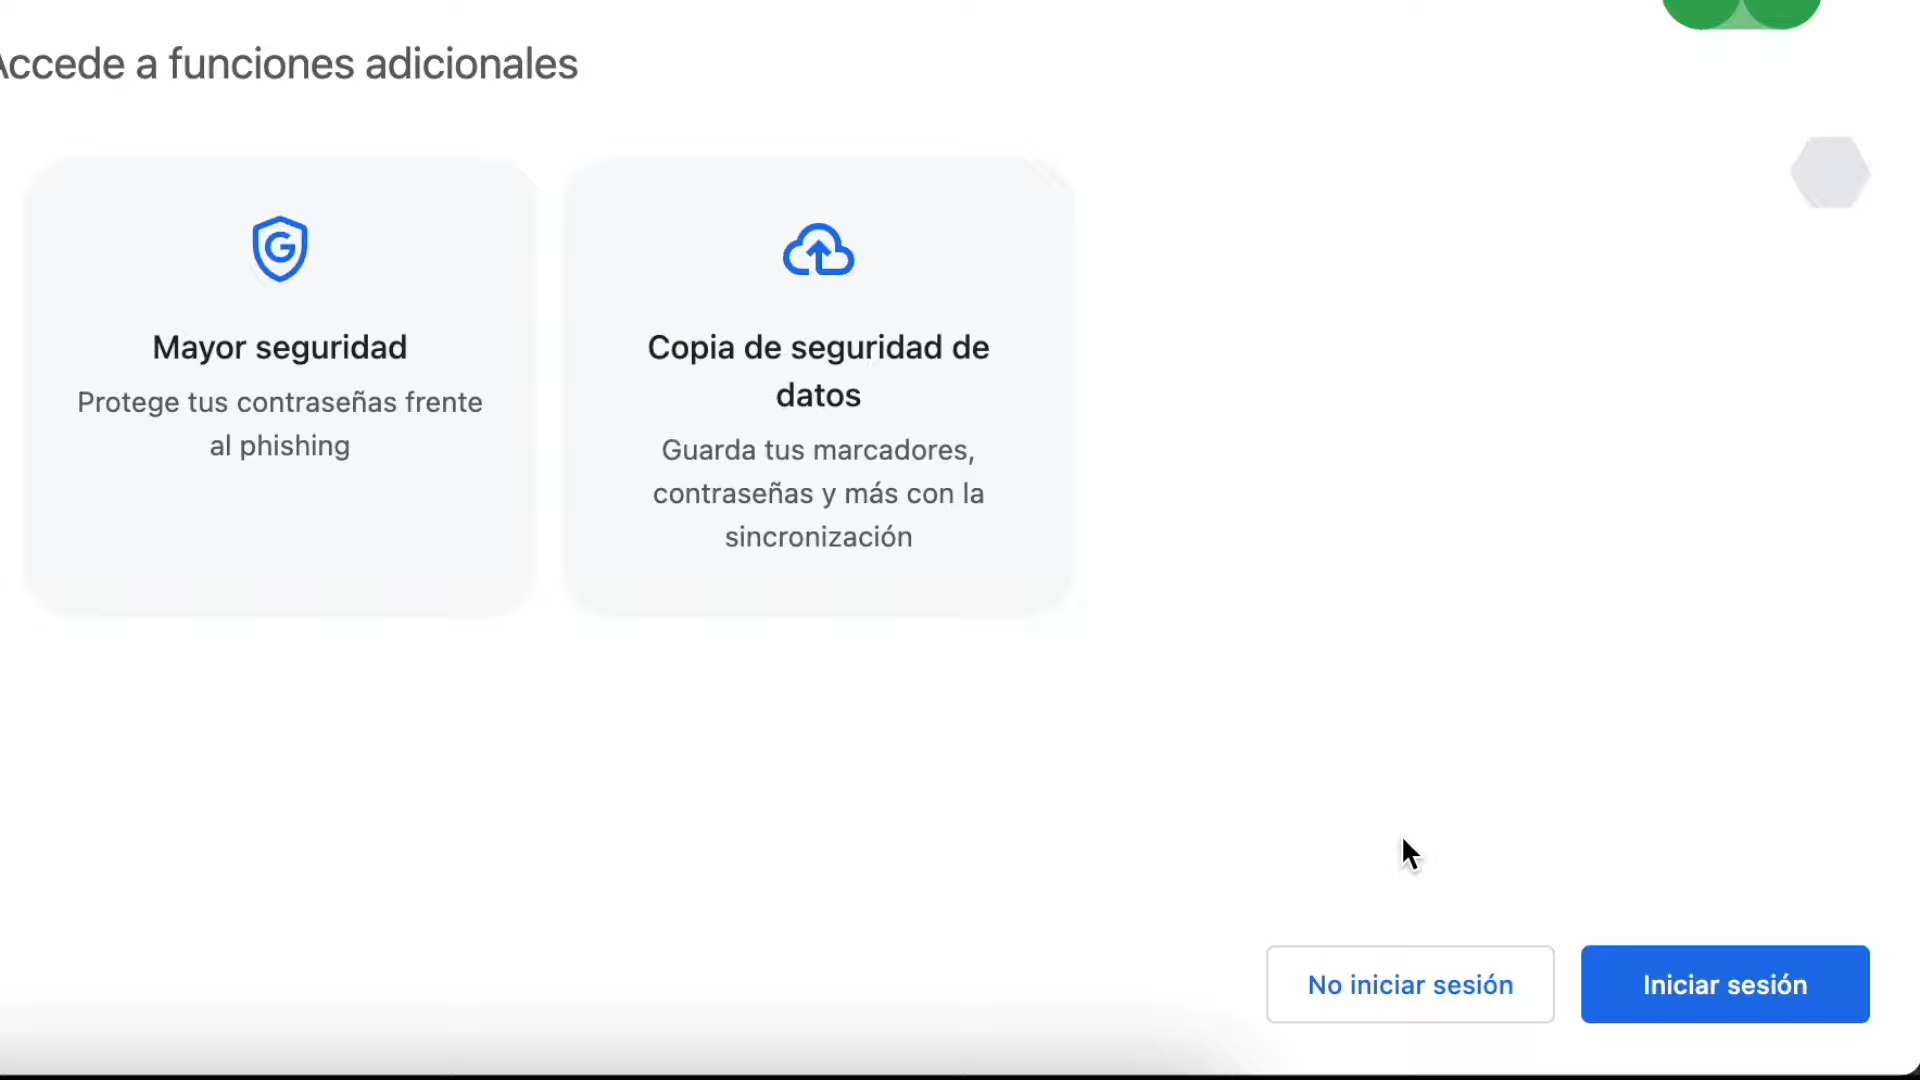 Accede a funciones adicionales
Mayor seguridad
Protege tus contraseñas frente
al phishing
Copia de seguridad de
datos
Guarda tus marcadores,
contraseñas y más con la
sincronización
No iniciar sesión
Iniciar sesión